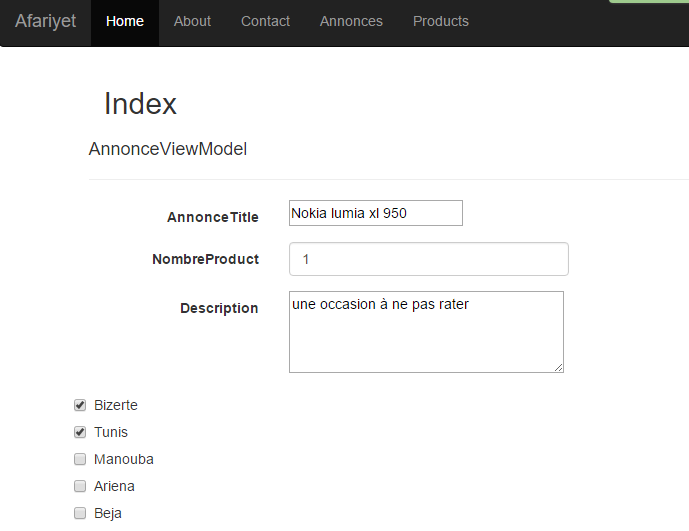 Afariyet Home About Contact Annonces Products
Index
AnnonceViewModel
AnnonceTitle Nokia lumia xl 950
NombreProduct 1
Description une occasion à ne pas rater
Bizerte
Tunis
Manouba
Ariena
Beja